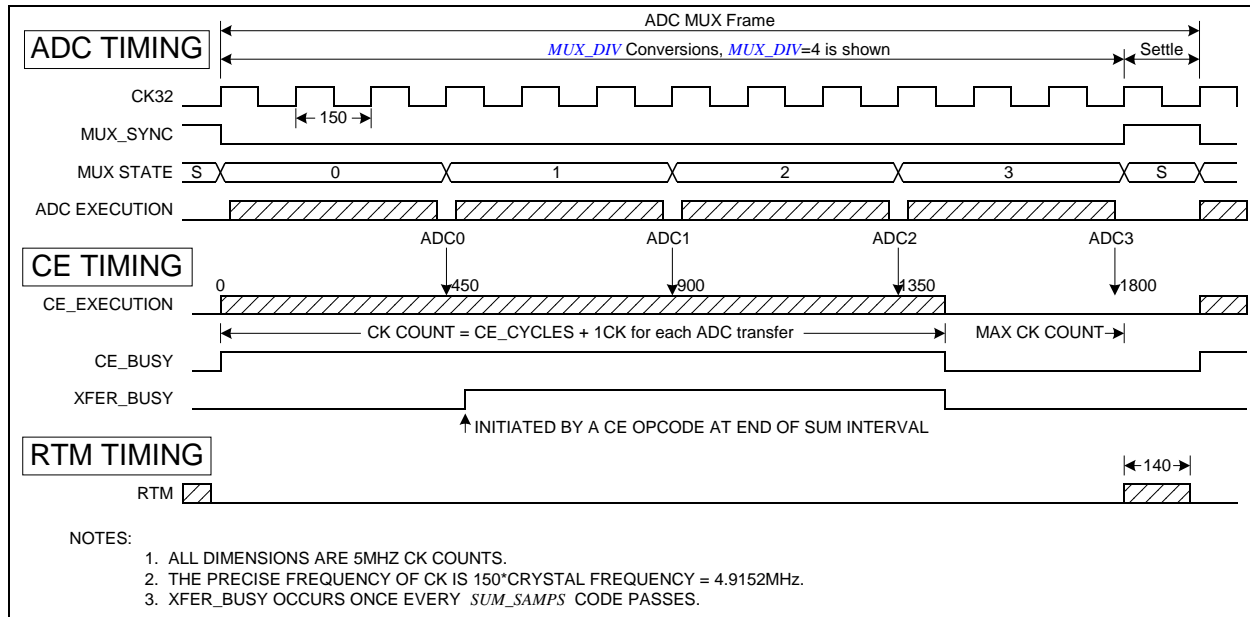 ADC MUX Frame
ADC TIMING
MUX_DIV Conversions, MUX_DIV=4 is shown
Settle
CK32
150
MUX_SYNC
MUX STATE
S
0
1
2
3
S
ADC EXECUTION
ADC0
ADC1
ADC2
ADC3
CE TIMING
0
450
900
1350
1800
CE_EXECUTION
CK COUNT = CE_CYCLES + 1CK for each ADC transfer
MAX CK COUNT
CE_BUSY
XFER_BUSY
INITIATED BY A CE OPCODE AT END OF SUM INTERVAL
RTM TIMING
140
RTM
NOTES:
1. ALL DIMENSIONS ARE 5MHZ CK COUNTS.
2. THE PRECISE FREQUENCY OF CK IS 150*CRYSTAL FREQUENCY = 4.9152MHz.
3. XFER_BUSY OCCURS ONCE EVERY SUM_SAMPS CODE PASSES.